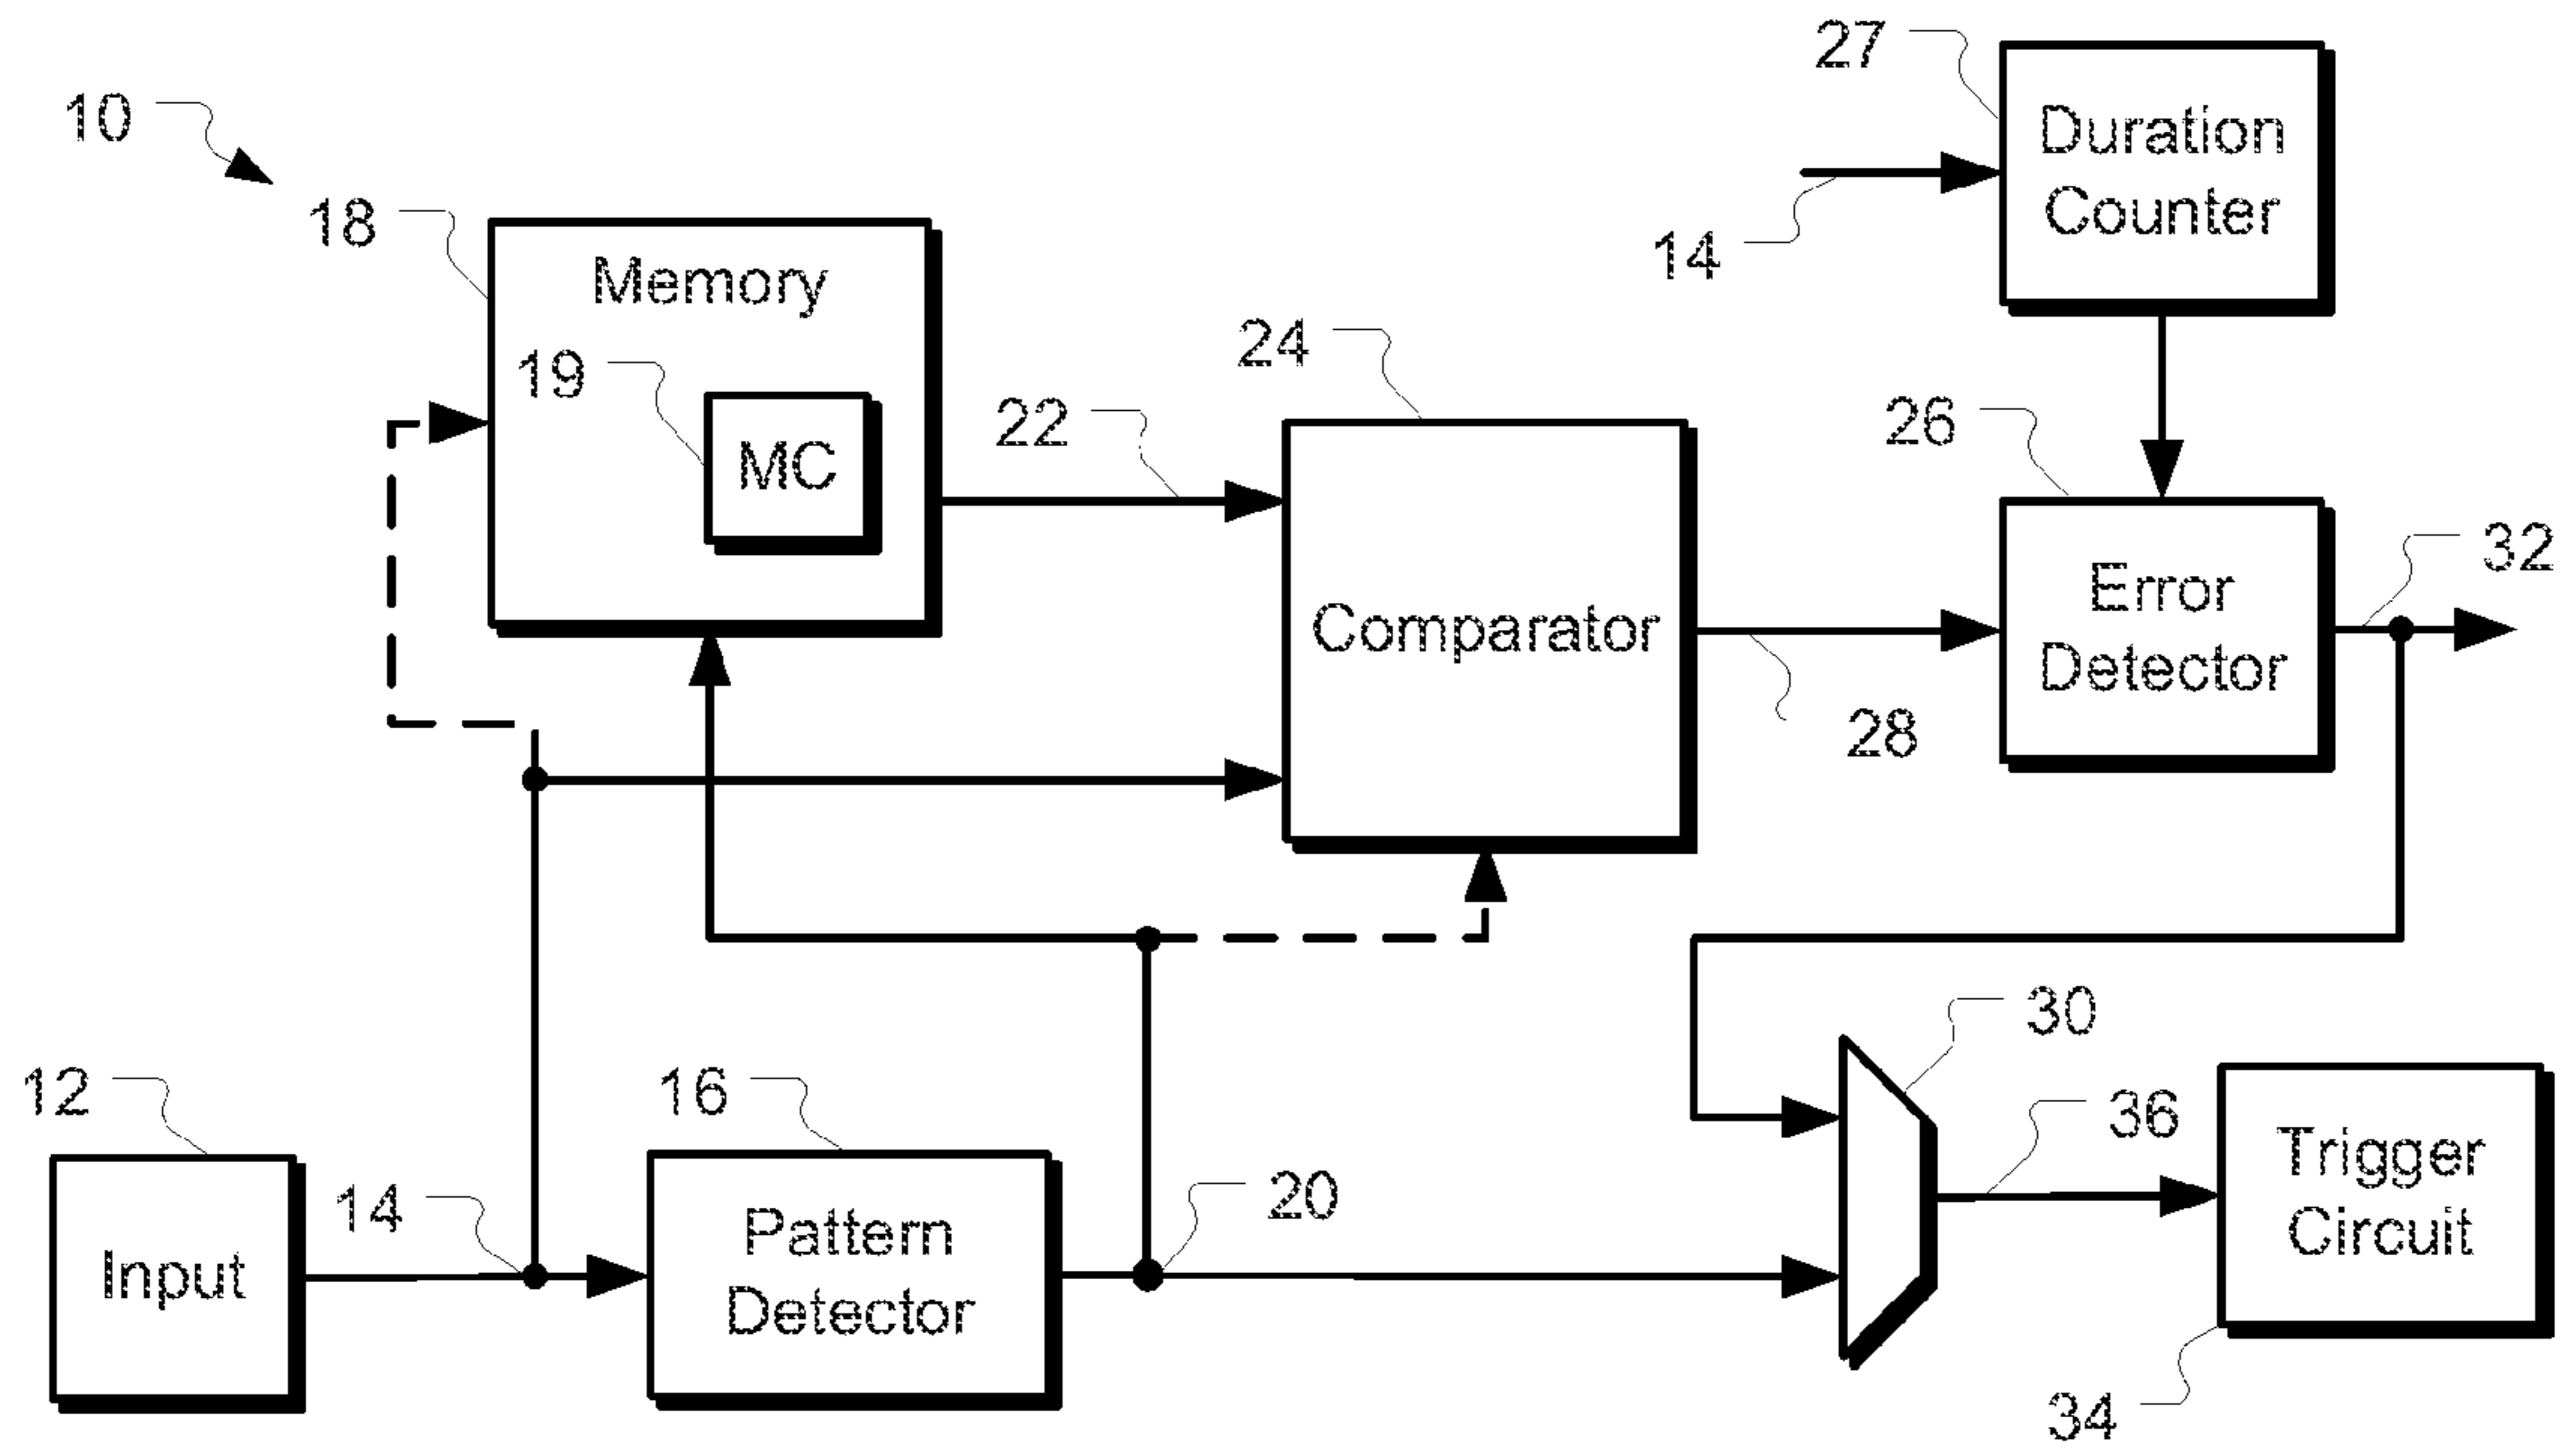 27
Duration
Counter
10
14
18
Memory
19
MC
22
24
26
Error
Detector
32
Comparator
28
30
12
16
14
20
36
Input
Pattern
Detector
Trigger
Circuit
34